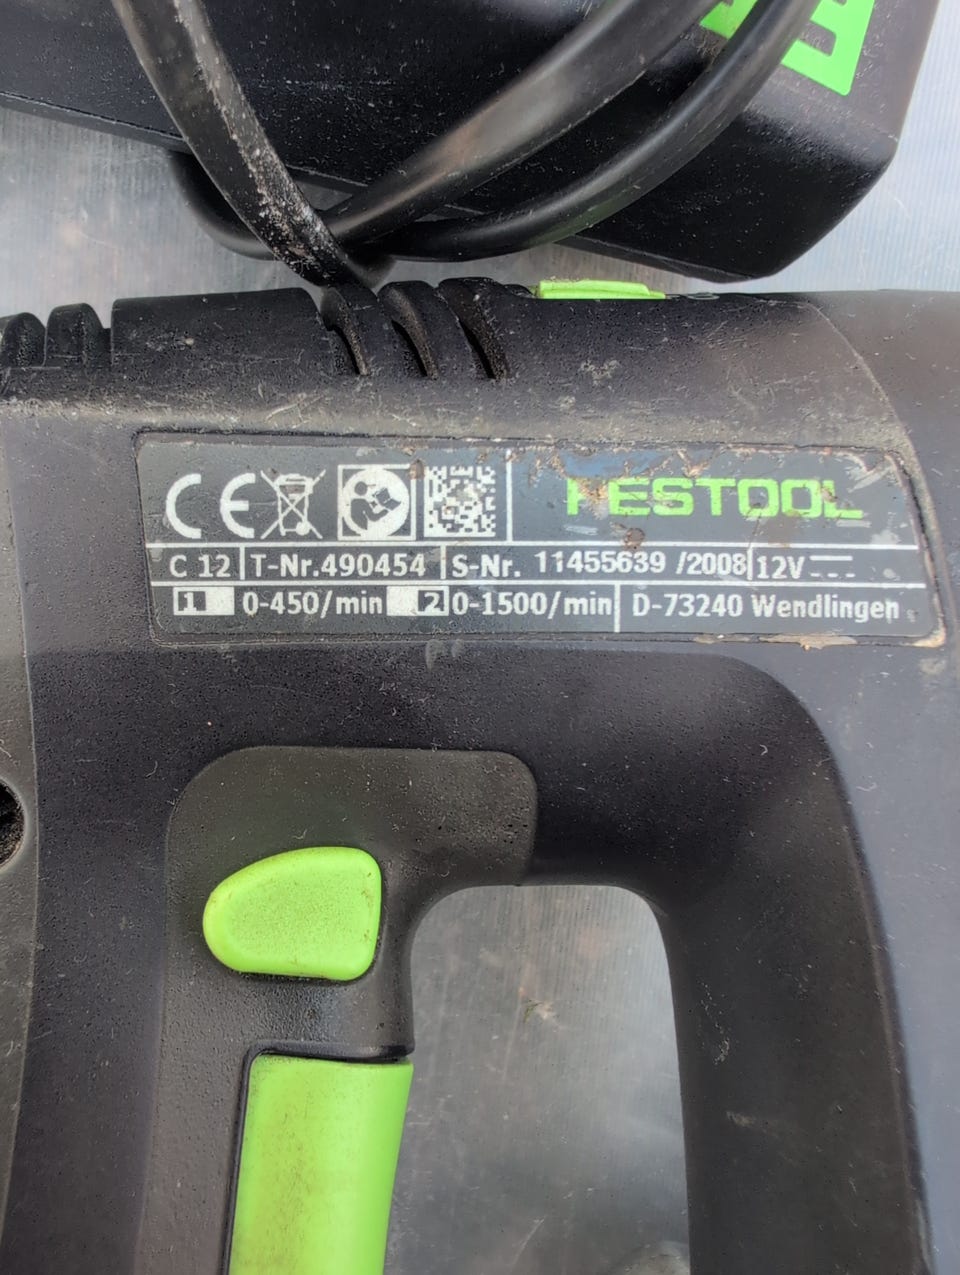 CE FESTOOL
C 12 T-Nr.490454 S-Nr. 11455639 /2008 12V
1 0-450/min 2 0-1500/min D-73240 Wendlingen